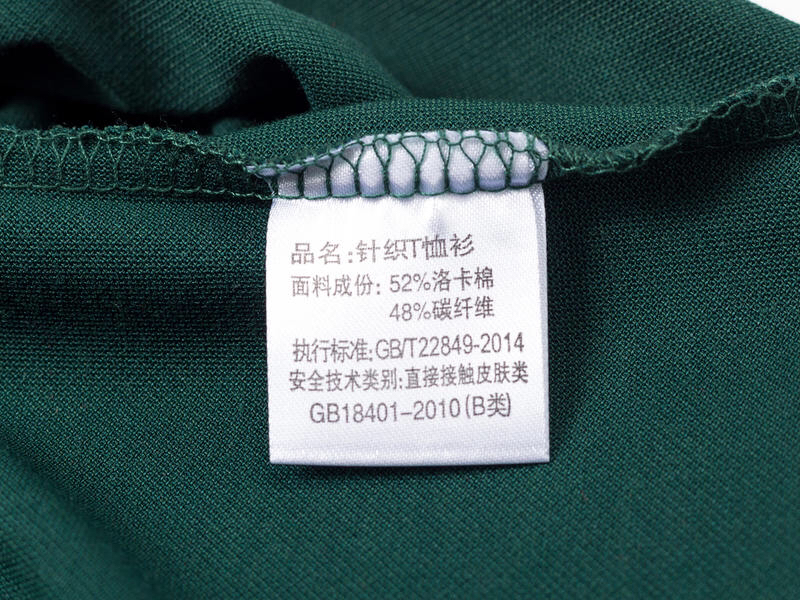 品名:针织T恤衫
面料成份: 52%洛卡棉
48%碳纤维
执行标准:GB/T22849-2014
安全技术类别:直接接触皮肤类
GB18401-2010(B类)